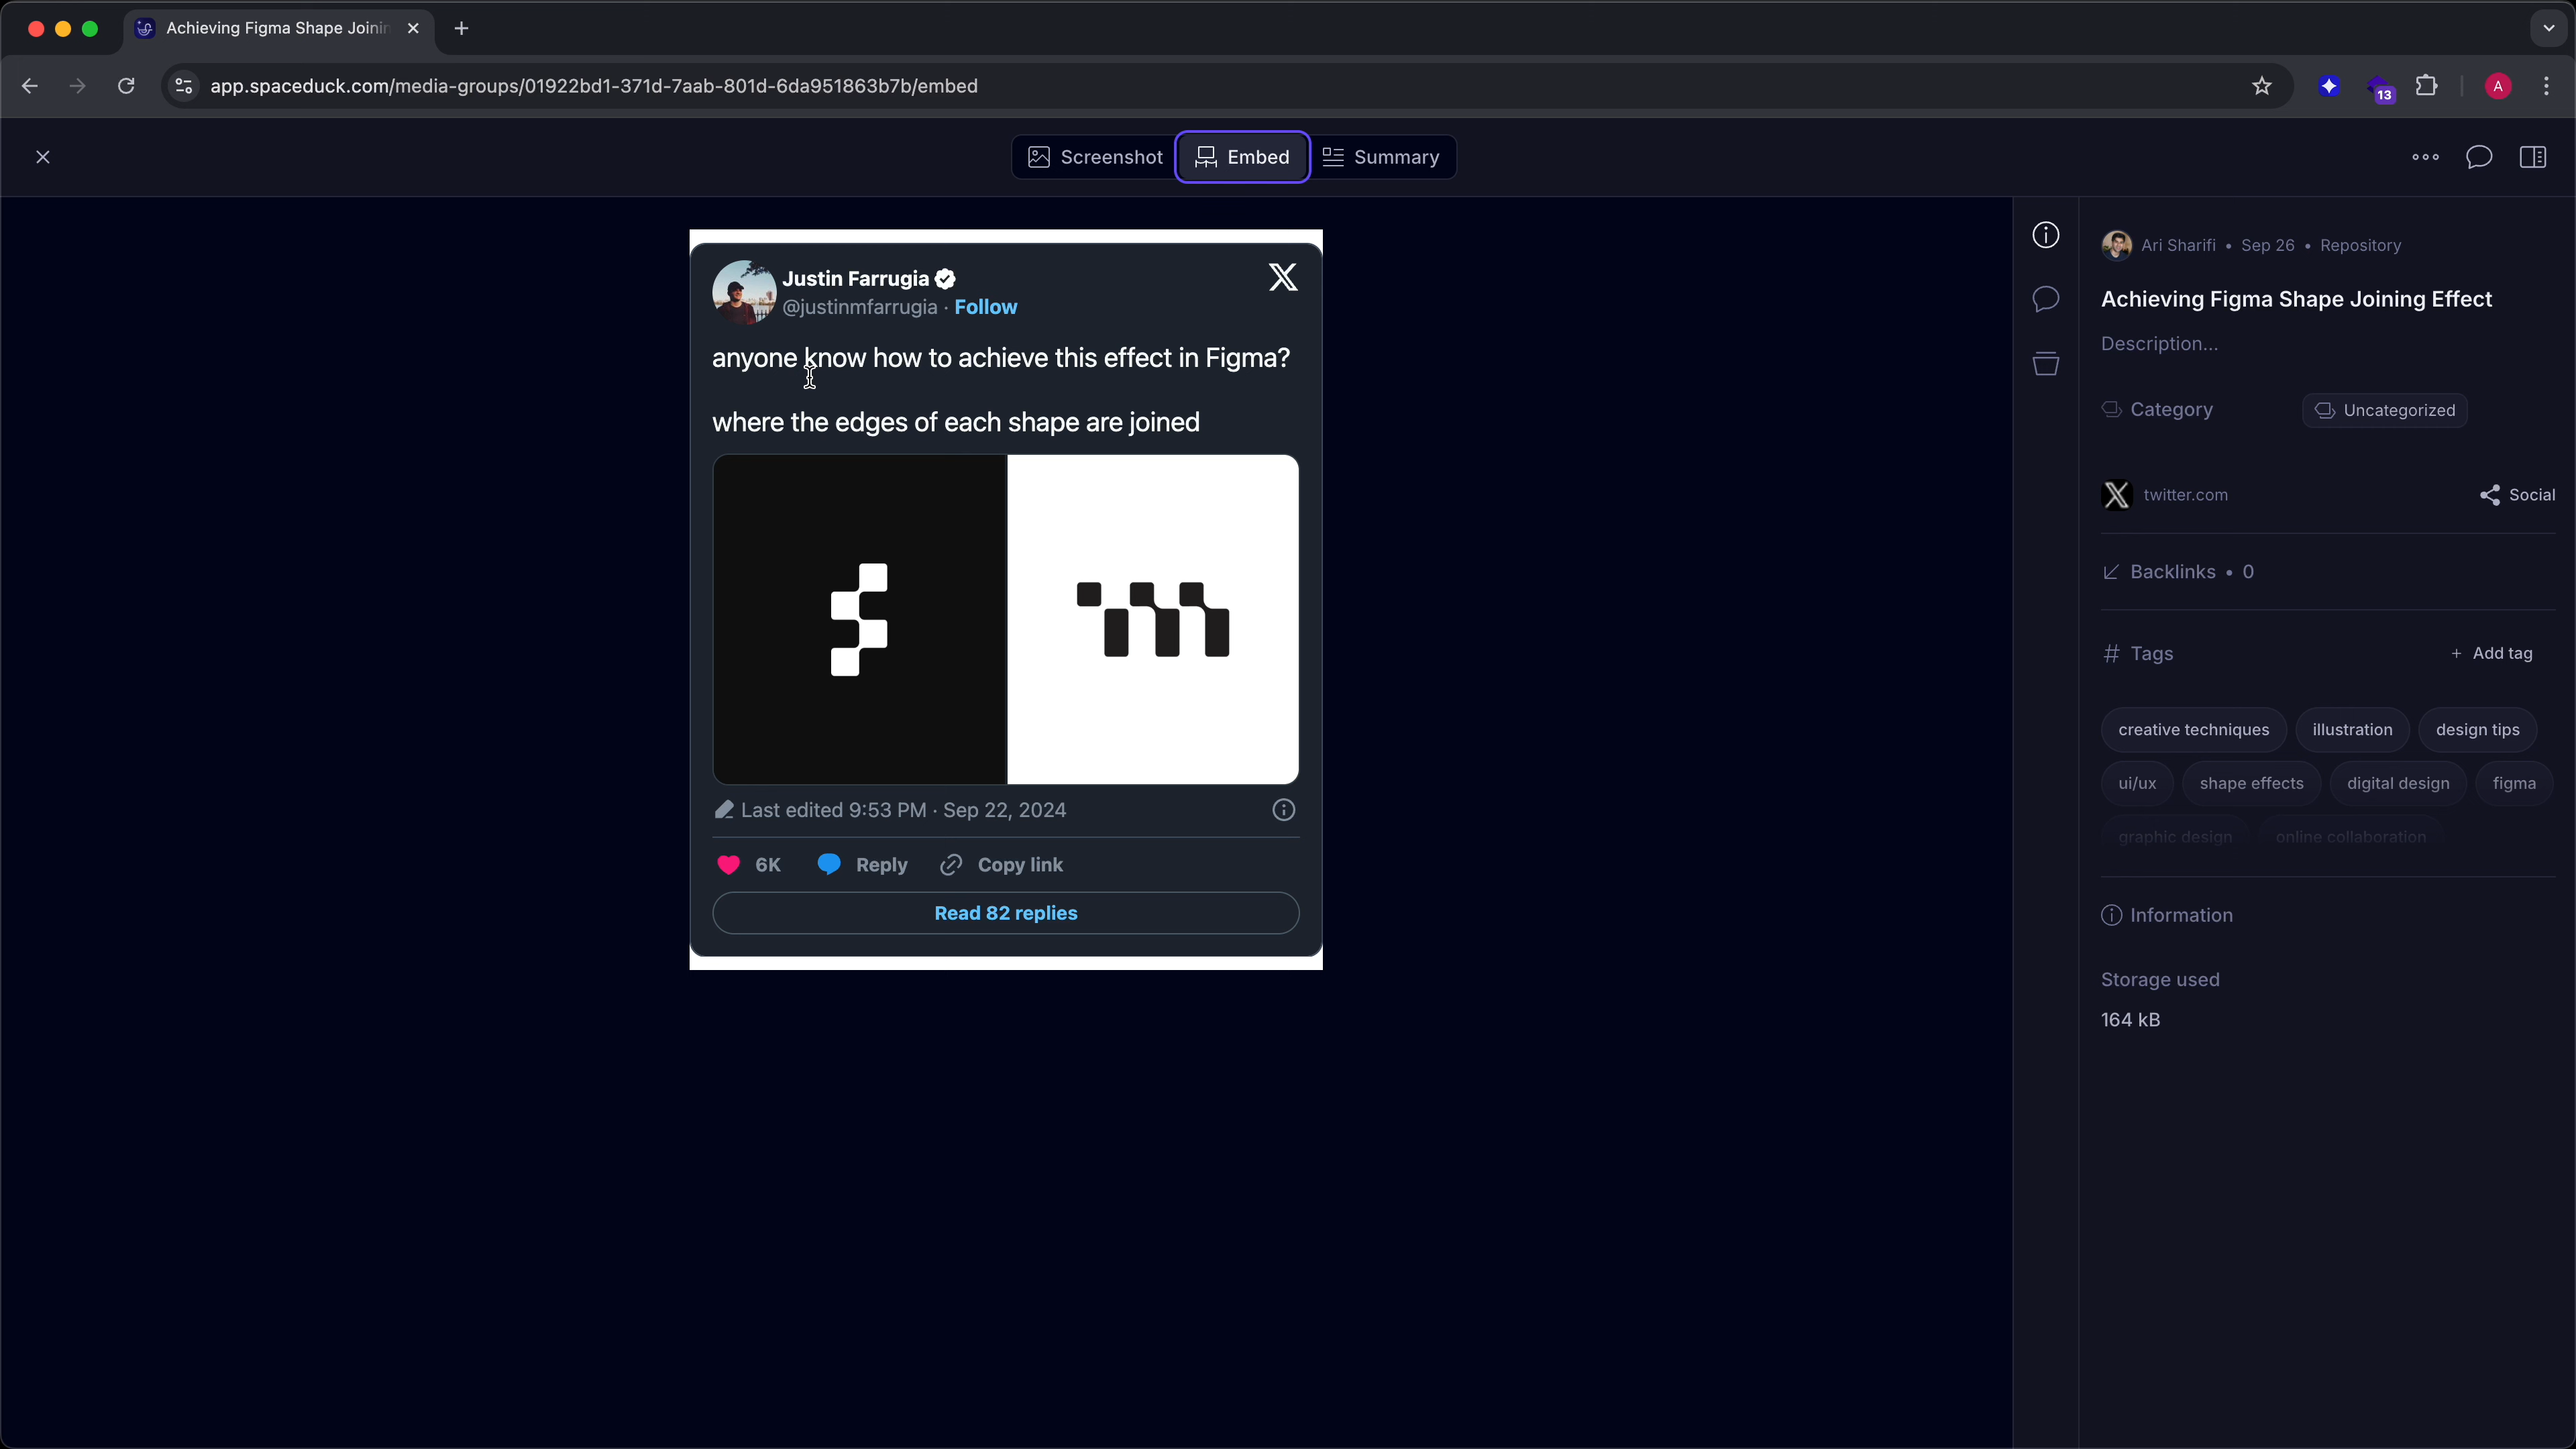 Achieving Figma Shape Joinin
app.spaceduck.com/media-groups/01922bd1-371d-7aab-801d-6da951863b7b/embed
13
A
Screenshot
Embed
Summary
Justin Farrugia
@justinmfarrugia · Follow
anyone know how to achieve this effect in Figma?
where the edges of each shape are joined
Last edited 9:53 PM · Sep 22, 2024
6K
Reply
Copy link
Read 82 replies
Ari Sharifi • Sep 26 • Repository
Achieving Figma Shape Joining Effect
Description...
Category
Uncategorized
twitter.com
Social
Backlinks • 0
# Tags
+ Add tag
creative techniques
illustration
design tips
ui/ux
shape effects
digital design
figma
graphic design
online collaboration
Information
Storage used
164 kB